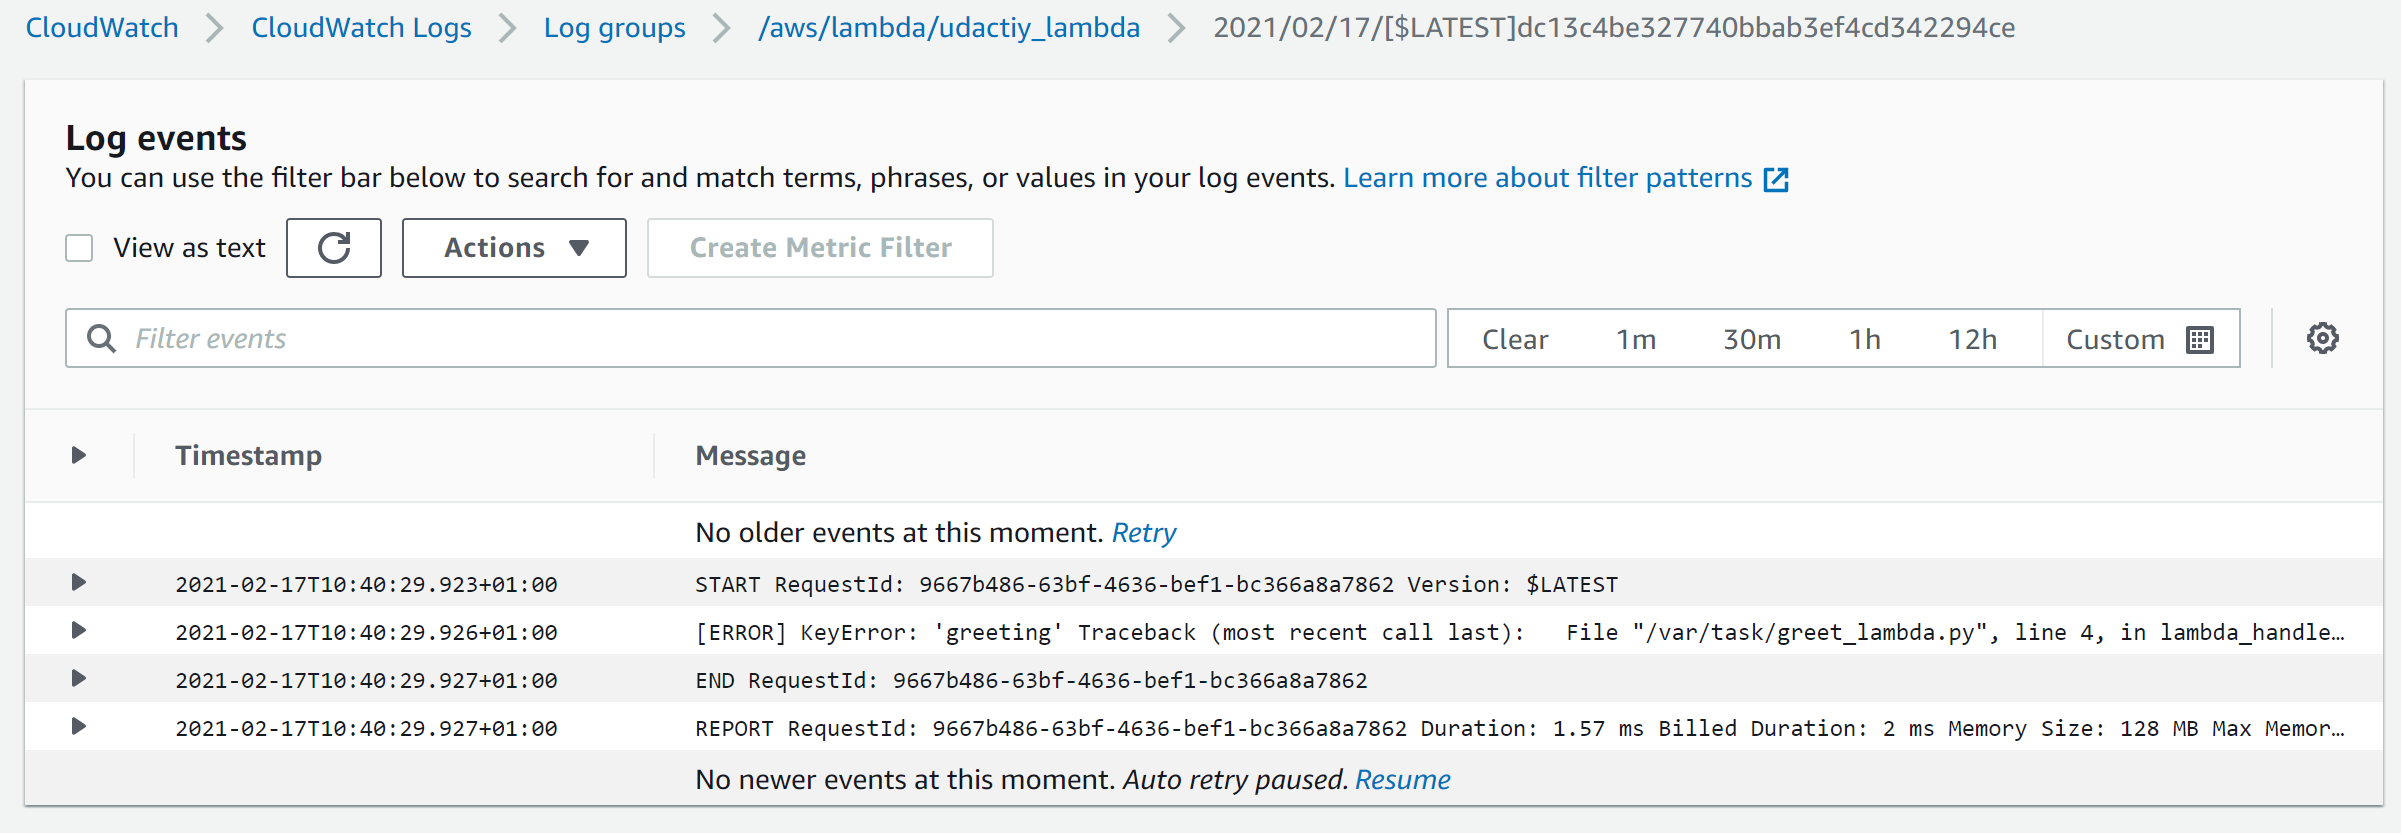 CloudWatch > CloudWatch Logs > Log groups > /aws/lambda/udactiy_lambda > 2021/02/17/[$LATEST]dc13c4be327740bbab3ef4cd342294ce
Log events
You can use the filter bar below to search for and match terms, phrases, or values in your log events. Learn more about filter patterns
View as text Actions Create Metric Filter
Filter events Clear 1m 30m 1h 12h Custom
Timestamp Message
No older events at this moment. Retry
2021-02-17T10:40:29.923+01:00 START RequestId: 9667b486-63bf-4636-bef1-bc366a8a7862 Version: $LATEST
2021-02-17T10:40:29.926+01:00 [ERROR] KeyError: 'greeting' Traceback (most recent call last): File "/var/task/greet_lambda.py", line 4, in lambda_handle…
2021-02-17T10:40:29.927+01:00 END RequestId: 9667b486-63bf-4636-bef1-bc366a8a7862
2021-02-17T10:40:29.927+01:00 REPORT RequestId: 9667b486-63bf-4636-bef1-bc366a8a7862 Duration: 1.57 ms Billed Duration: 2 ms Memory Size: 128 MB Max Memor…
No newer events at this moment. Auto retry paused. Resume